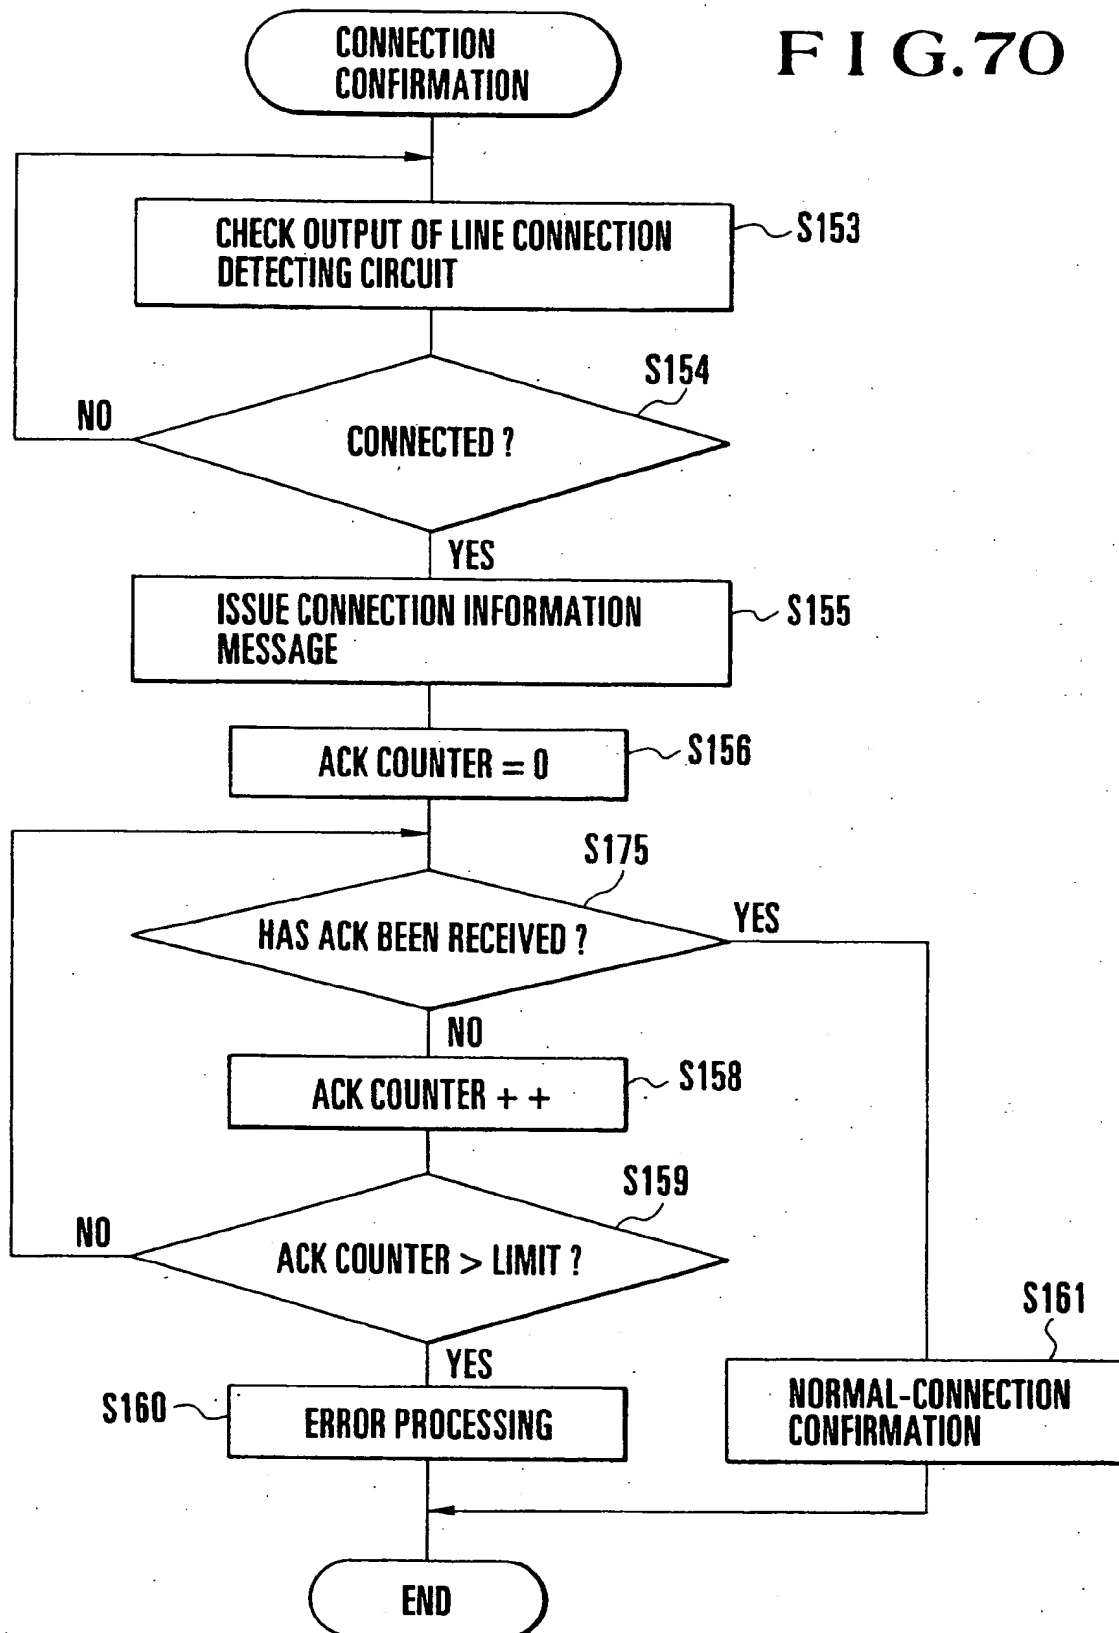 FIG.70
CONNECTION
CONFIRMATION
CHECK OUTPUT OF LINE CONNECTION
DETECTING CIRCUIT
S153
S154
NO
CONNECTED ?
YES
ISSUE CONNECTION INFORMATION
MESSAGE
S155
ACK COUNTER = 0
S156
S175
HAS ACK BEEN RECEIVED ?
YES
NO
ACK COUNTER + +
S158
S159
NO
ACK COUNTER > LIMIT ?
YES
S160
ERROR PROCESSING
S161
NORMAL-CONNECTION
CONFIRMATION
END